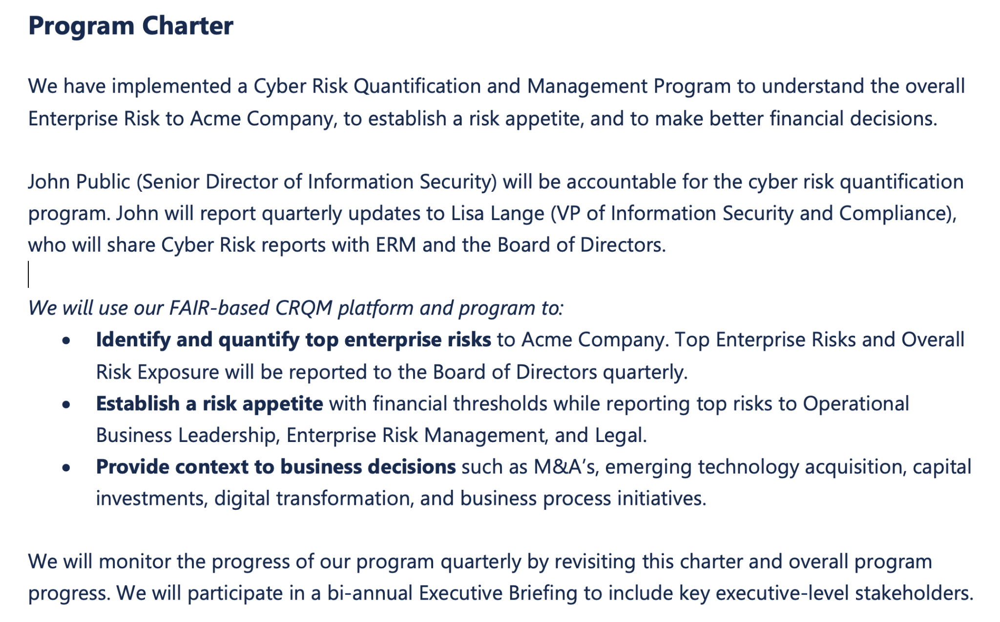 Program Charter
We have implemented a Cyber Risk Quantification and Management Program to understand the overall
Enterprise Risk to Acme Company, to establish a risk appetite, and to make better financial decisions.
John Public (Senior Director of Information Security) will be accountable for the cyber risk quantification
program. John will report quarterly updates to Lisa Lange (VP of Information Security and Compliance),
who will share Cyber Risk reports with ERM and the Board of Directors.
We will use our FAIR-based CRQM platform and program to:
• Identify and quantify top enterprise risks to Acme Company. Top Enterprise Risks and Overall
Risk Exposure will be reported to the Board of Directors quarterly.
• Establish a risk appetite with financial thresholds while reporting top risks to Operational
Business Leadership, Enterprise Risk Management, and Legal.
• Provide context to business decisions such as M&A’s, emerging technology acquisition, capital
investments, digital transformation, and business process initiatives.
We will monitor the progress of our program quarterly by revisiting this charter and overall program
progress. We will participate in a bi-annual Executive Briefing to include key executive-level stakeholders.